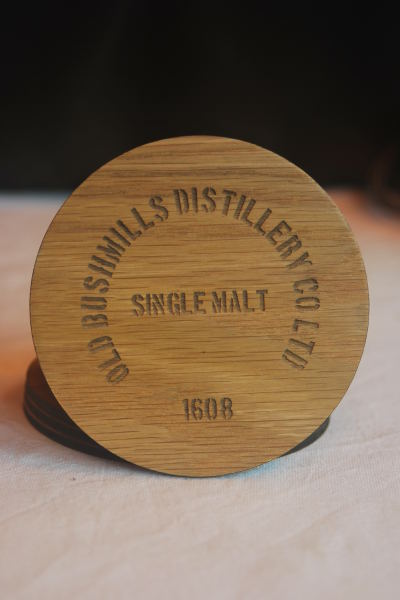 OLD BUSHMILLS DISTILLERY CO LTD
SINGLE MALT
1608